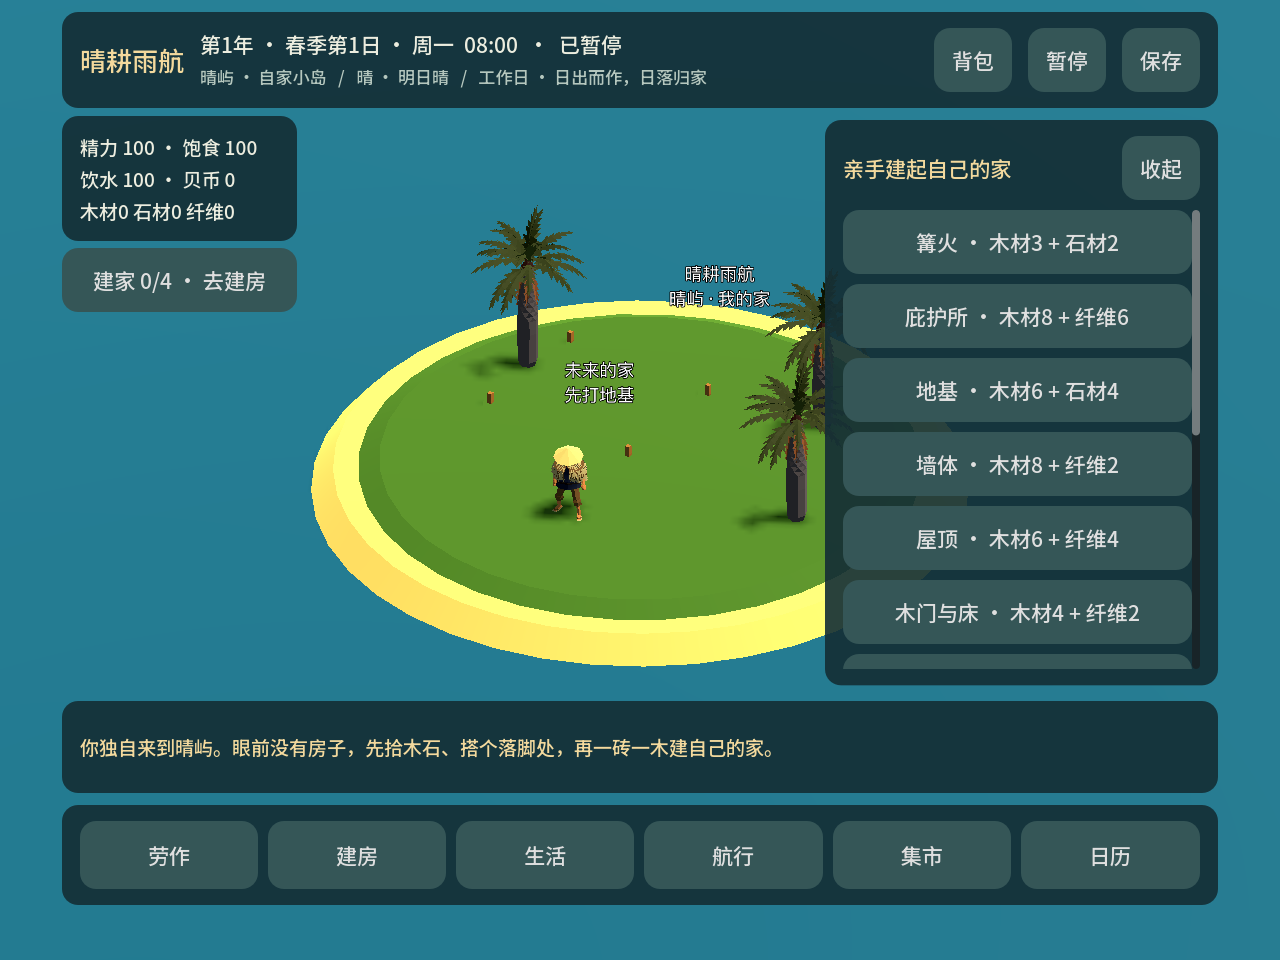 晴耕雨航
第1年 · 春季第1日 · 周一 08:00 · 已暂停
晴屿 · 自家小岛 / 晴 · 明日晴 / 工作日 · 日出而作，日落归家
背包
暂停
保存
精力 100 · 饱食 100
饮水 100 · 贝币 0
木材0 石材0 纤维0
建家 0/4 · 去建房
亲手建起自己的家
收起
篝火 · 木材3 + 石材2
庇护所 · 木材8 + 纤维6
地基 · 木材6 + 石材4
墙体 · 木材8 + 纤维2
屋顶 · 木材6 + 纤维4
木门与床 · 木材4 + 纤维2
晴耕雨航
晴屿 · 我的家
未来的家
先打地基
你独自来到晴屿。眼前没有房子，先拾木石、搭个落脚处，再一砖一木建自己的家。
劳作
建房
生活
航行
集市
日历